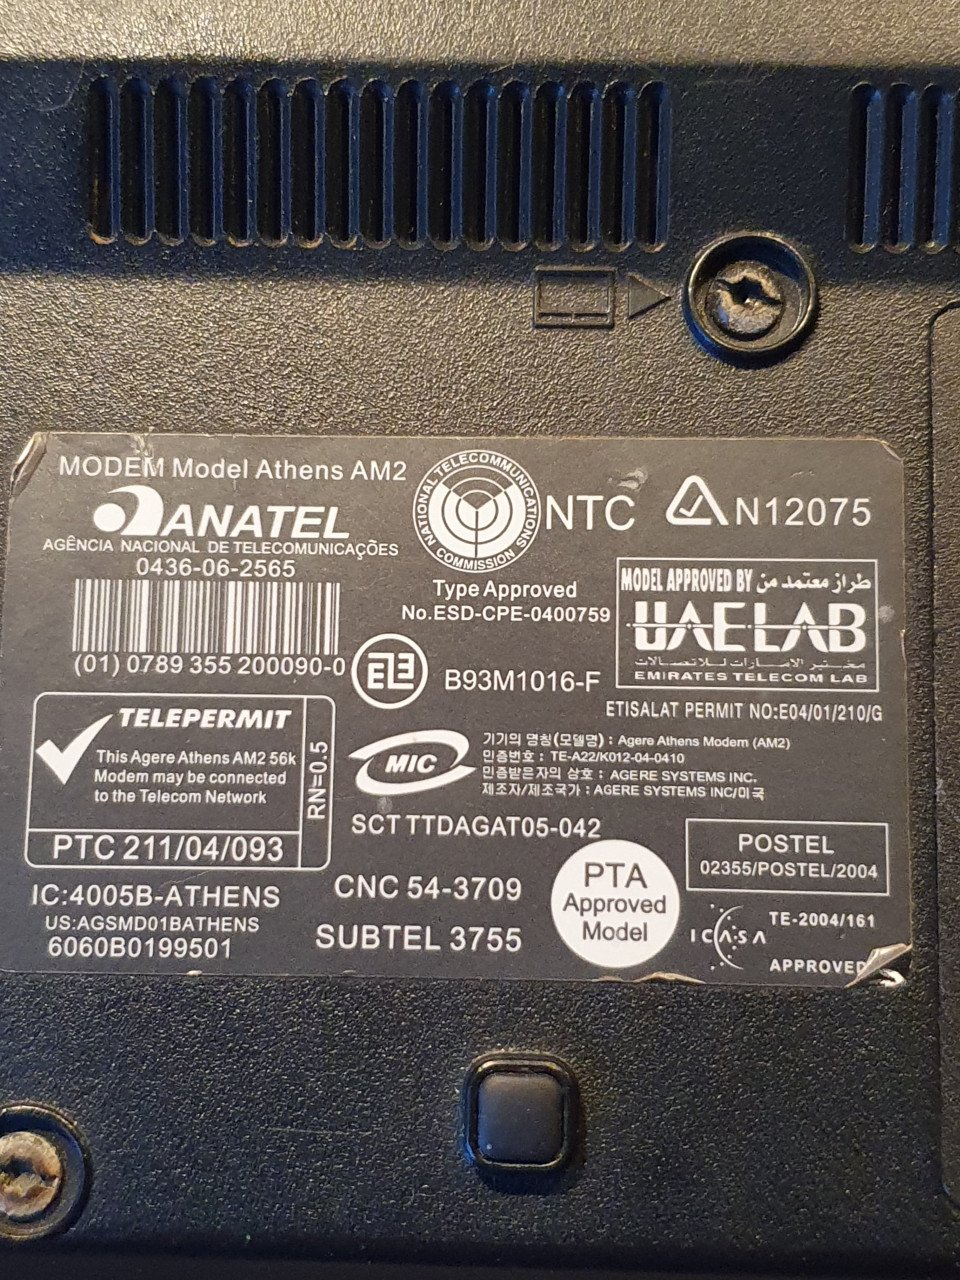 MODEM Model Athens AM2
ANATEL
AGÊNCIA NACIONAL DE TELECOMUNICAÇÕES
0436-06-2565
(01) 0789 355 200090-0
NATIONAL TELECOMMUNICATIONS COMMISSION
NTC
Type Approved
No.ESD-CPE-0400759
N12075
MODEL APPROVED BY طراز معتمد من
UAE LAB
مختبر الامارات للاتصالات
EMIRATES TELECOM LAB
B93M1016-F
ETISALAT PERMIT NO:E04/01/210/G
TELEPERMIT
This Agere Athens AM2 56k
Modem may be connected
to the Telecom Network
RN=0.5
PTC 211/04/093
MIC
기기의 명칭(모델명) : Agere Athens Modem (AM2)
인증번호 : TE-A22/K012-04-0410
인증받은자의 상호 : AGERE SYSTEMS INC.
제조자/제조국가 : AGERE SYSTEMS INC/미국
SCT TTDAGAT05-042
POSTEL
02355/POSTEL/2004
IC:4005B-ATHENS
US:AGSMD01BATHENS
6060B0199501
CNC 54-3709
SUBTEL 3755
PTA
Approved
Model
ICASA
TE-2004/161
APPROVED